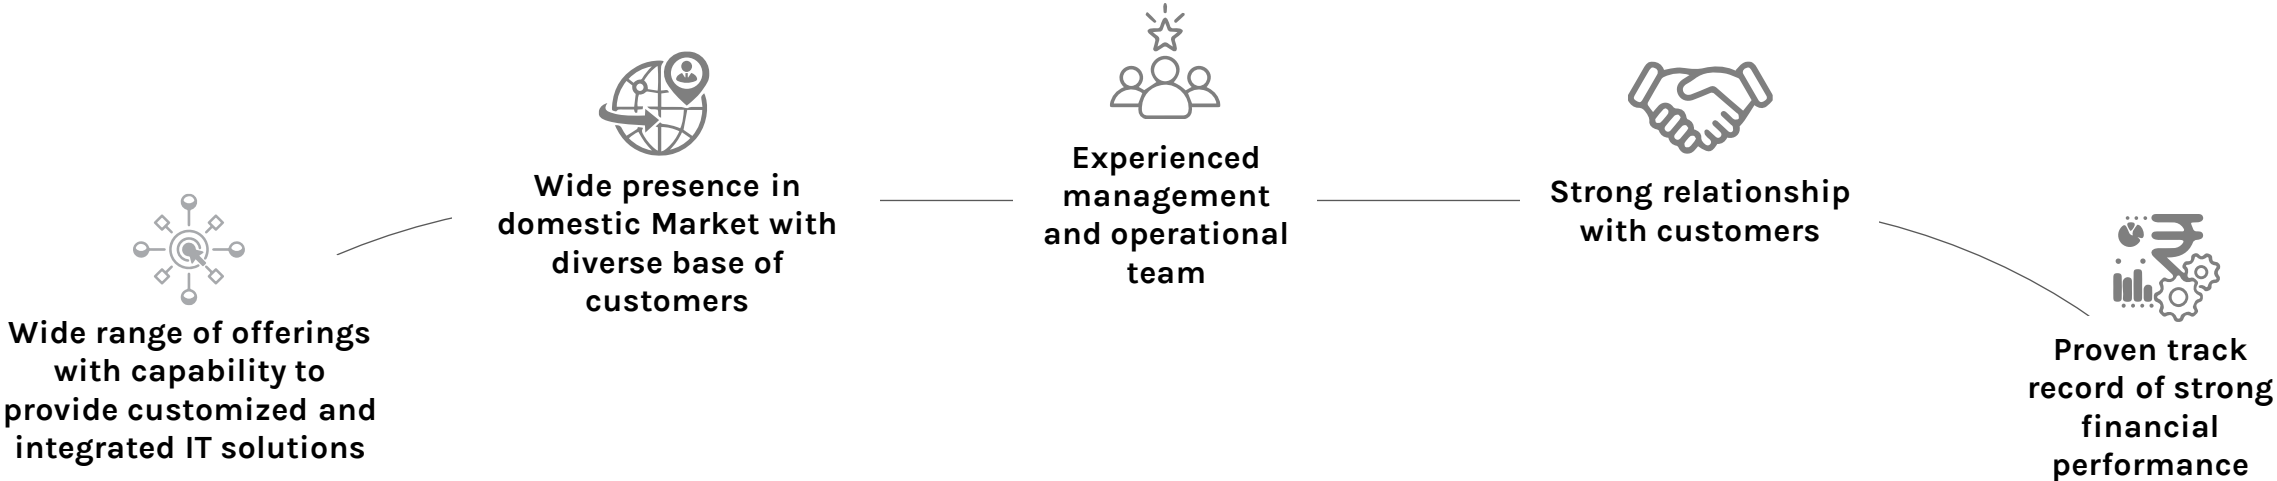 Wide range of offerings
with capability to
provide customized and
integrated IT solutions
Wide presence in
domestic Market with
diverse base of
customers
Experienced
management
and operational
team
Strong relationship
with customers
Proven track
record of strong
financial
performance